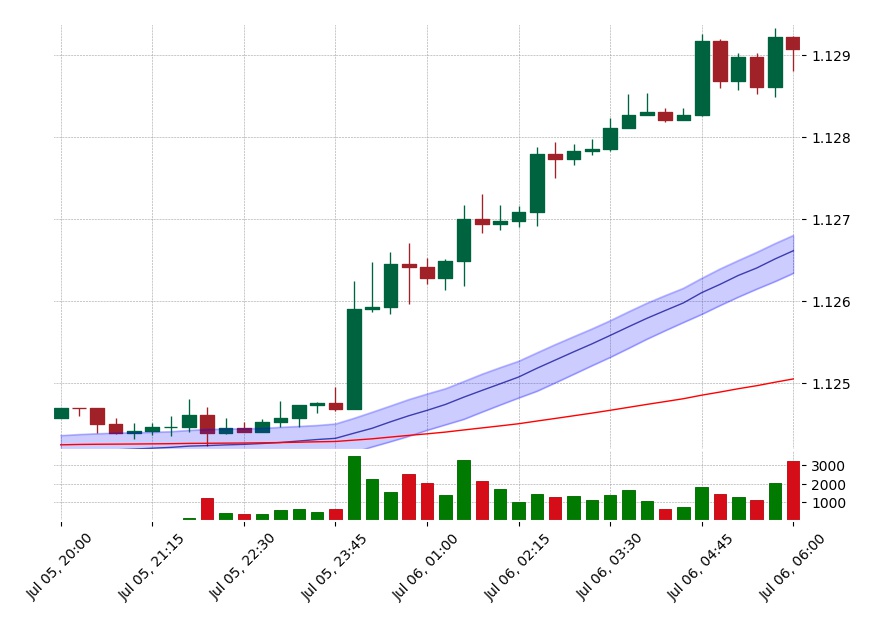 1.129
1.128
1.127
1.126
1.125
3000
2000
1000
Jul 05, 20:00
Jul 05, 21:15
Jul 05, 22:30
Jul 05, 23:45
Jul 06, 01:00
Jul 06, 02:15
Jul 06, 03:30
Jul 06, 04:45
Jul 06, 06:00